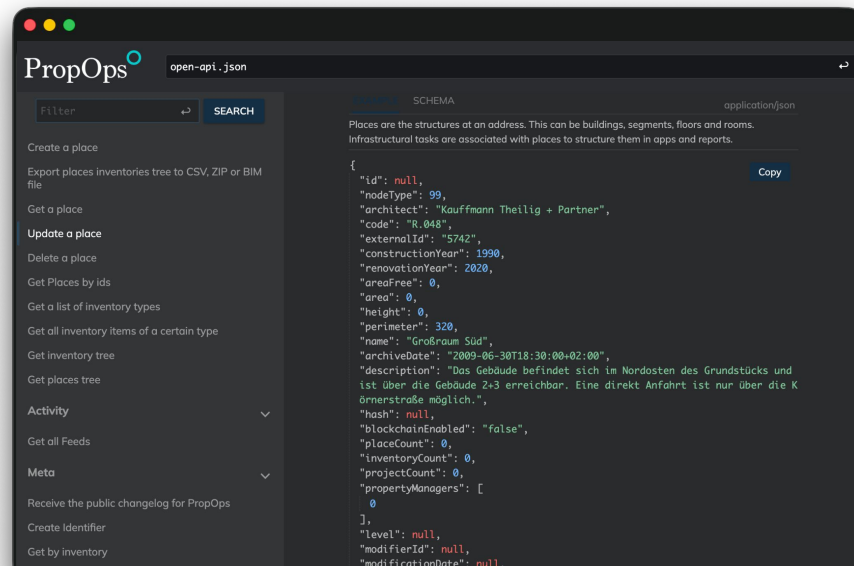 PropOps
open-api.json
Filter
SEARCH
Create a place
Export places inventories tree to CSV, ZIP or BIM
file
Get a place
Update a place
Delete a place
Get Places by ids
Get a list of inventory types
Get all inventory items of a certain type
Get inventory tree
Get places tree
Activity
Get all Feeds
Meta
Receive the public changelog for PropOps
Create Identifier
Get by inventory
SCHEMA
application/json
Places are the structures at an address. This can be buildings, segments, floors and rooms.
Infrastructural tasks are associated with places to structure them in apps and reports.
Copy
{
"id": null,
"nodeType": 99,
"architect": "Kauffmann Theilig + Partner",
"code": "R.048",
"externalId": "5742",
"constructionYear": 1990,
"renovationYear": 2020,
"areaFree": 0,
"area": 0,
"height": 0,
"perimeter": 320,
"name": "Großraum Süd",
"archiveDate": "2009-06-30T18:30:00+02:00",
"description": "Das Gebäude befindet sich im Nordosten des Grundstücks und
ist über die Gebäude 2+3 erreichbar. Eine direkt Anfahrt ist nur über die K
örnerstraße möglich.",
"hash": null,
"blockchainEnabled": "false",
"placeCount": 0,
"inventoryCount": 0,
"projectCount": 0,
"propertyManagers": [
0
],
"level": null,
"modifierId": null,
"modificationDate": null,